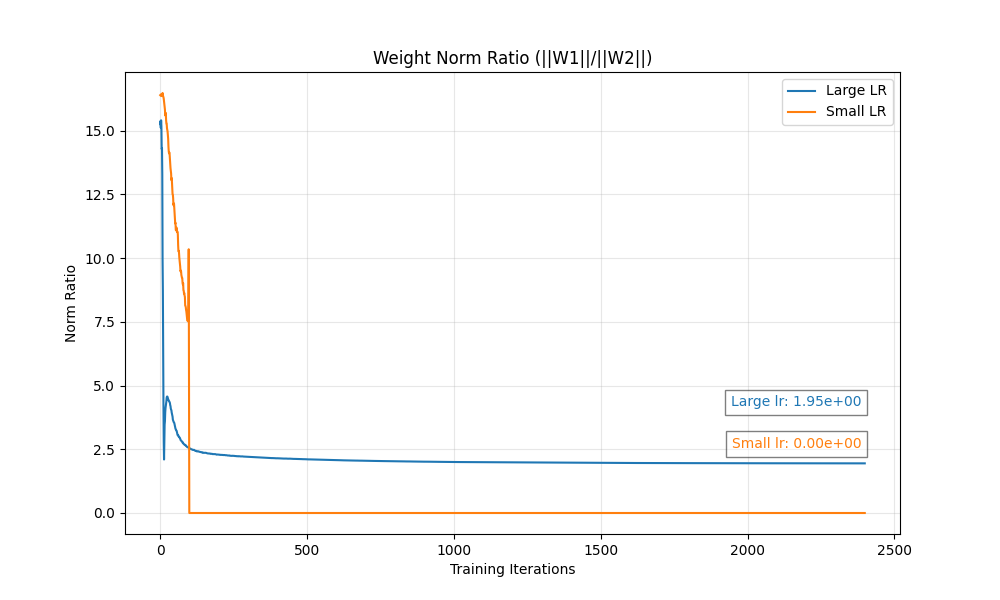 Weight Norm Ratio (||W1||/||W2||)
Large LR
Small LR
15.0
12.5
10.0
7.5
5.0
2.5
0.0
Norm Ratio
Large lr: 1.95e+00
Small lr: 0.00e+00
0
500
1000
1500
2000
2500
Training Iterations